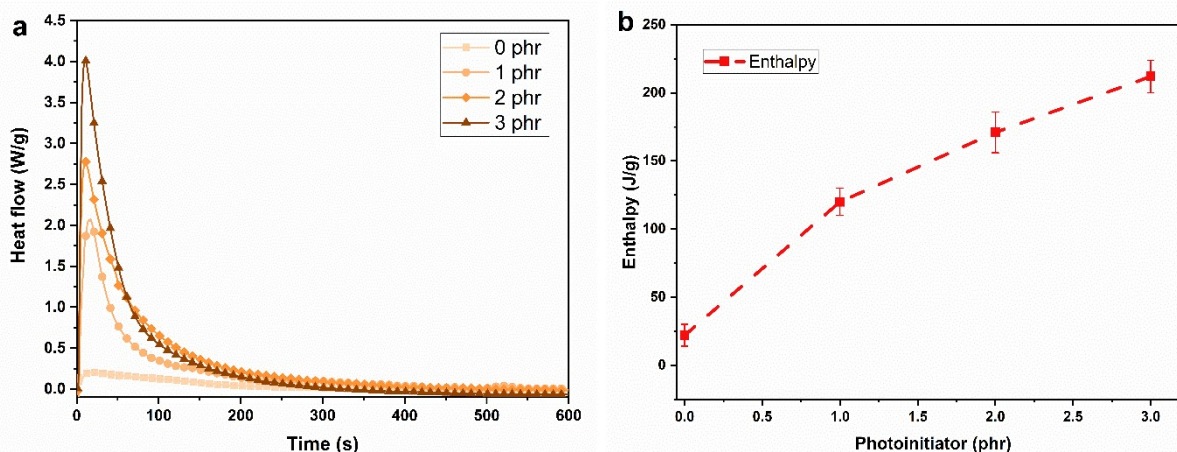 a
4.5
4.0
3.5
3.0
2.5
2.0
1.5
1.0
0.5
0.0
Heat flow (W/g)
0 phr
1 phr
2 phr
3 phr
0 100 200 300 400 500 600
Time (s)
b
250
200
150
100
50
0
Enthalpy (J/g)
Enthalpy
0.0 0.5 1.0 1.5 2.0 2.5 3.0
Photoinitiator (phr)